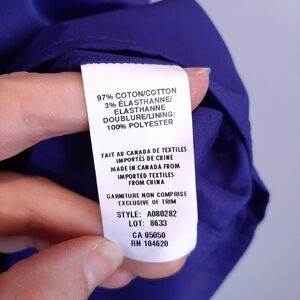 97% COTON/COTTON
3% ÉLASTHANNE/
ELASTHANNE
DOUBLURE/LINING:
100% POLYESTER
FAIT AU CANADA DE TEXTILES
IMPORTÉS DE CHINE
MADE IN CANADA FROM
IMPORTED TEXTILES
FROM CHINA
GARNITURE NON COMPRISE
EXCLUSIVE OF TRIM
STYLE: A080282
LOT: 8633
CA 05050
RN 104620